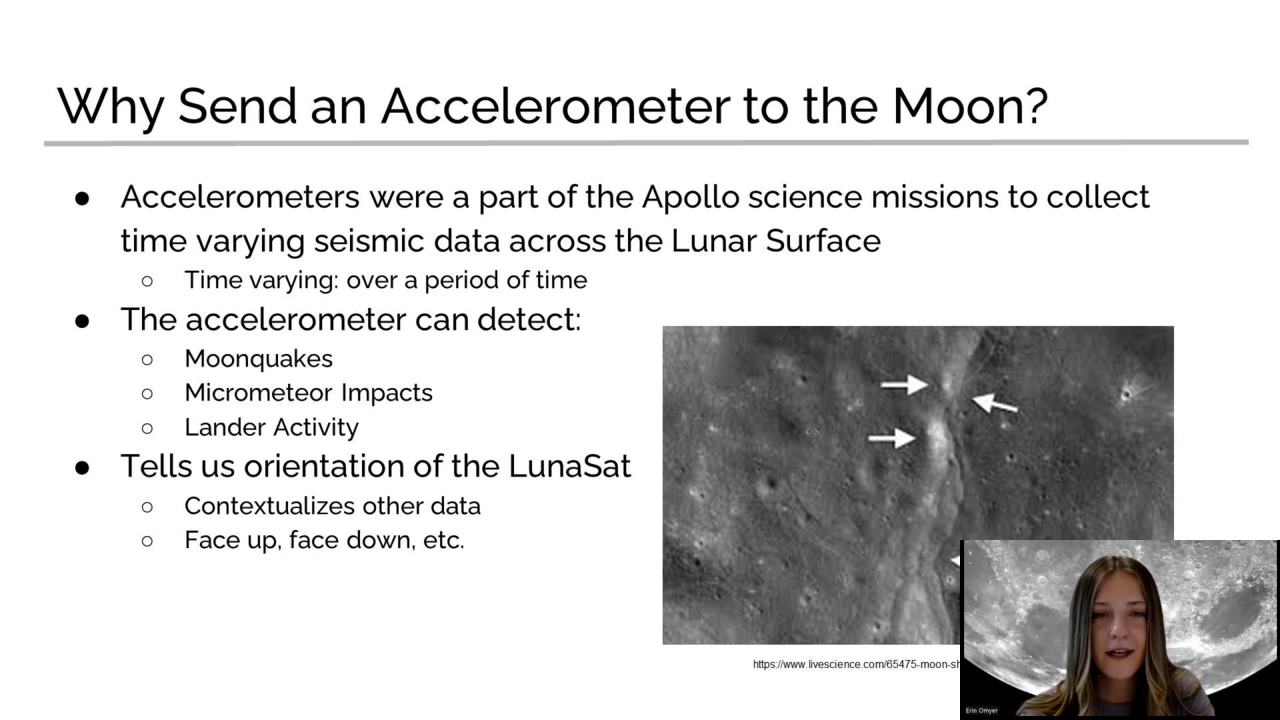 Why Send an Accelerometer to the Moon?
● Accelerometers were a part of the Apollo science missions to collect
time varying seismic data across the Lunar Surface
○ Time varying: over a period of time
● The accelerometer can detect:
○ Moonquakes
○ Micrometeor Impacts
○ Lander Activity
● Tells us orientation of the LunaSat
○ Contextualizes other data
○ Face up, face down, etc.
https://www.livescience.com/65475-moon-sh
Erin Omyer